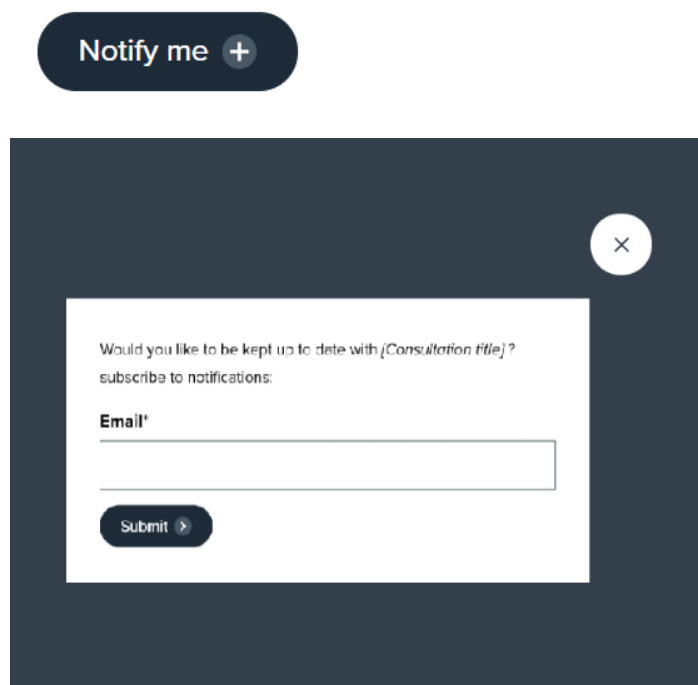 Notify me
Would you like to be kept up to date with [Consultation title] ?
subscribe to notifications:
Email*
Submit